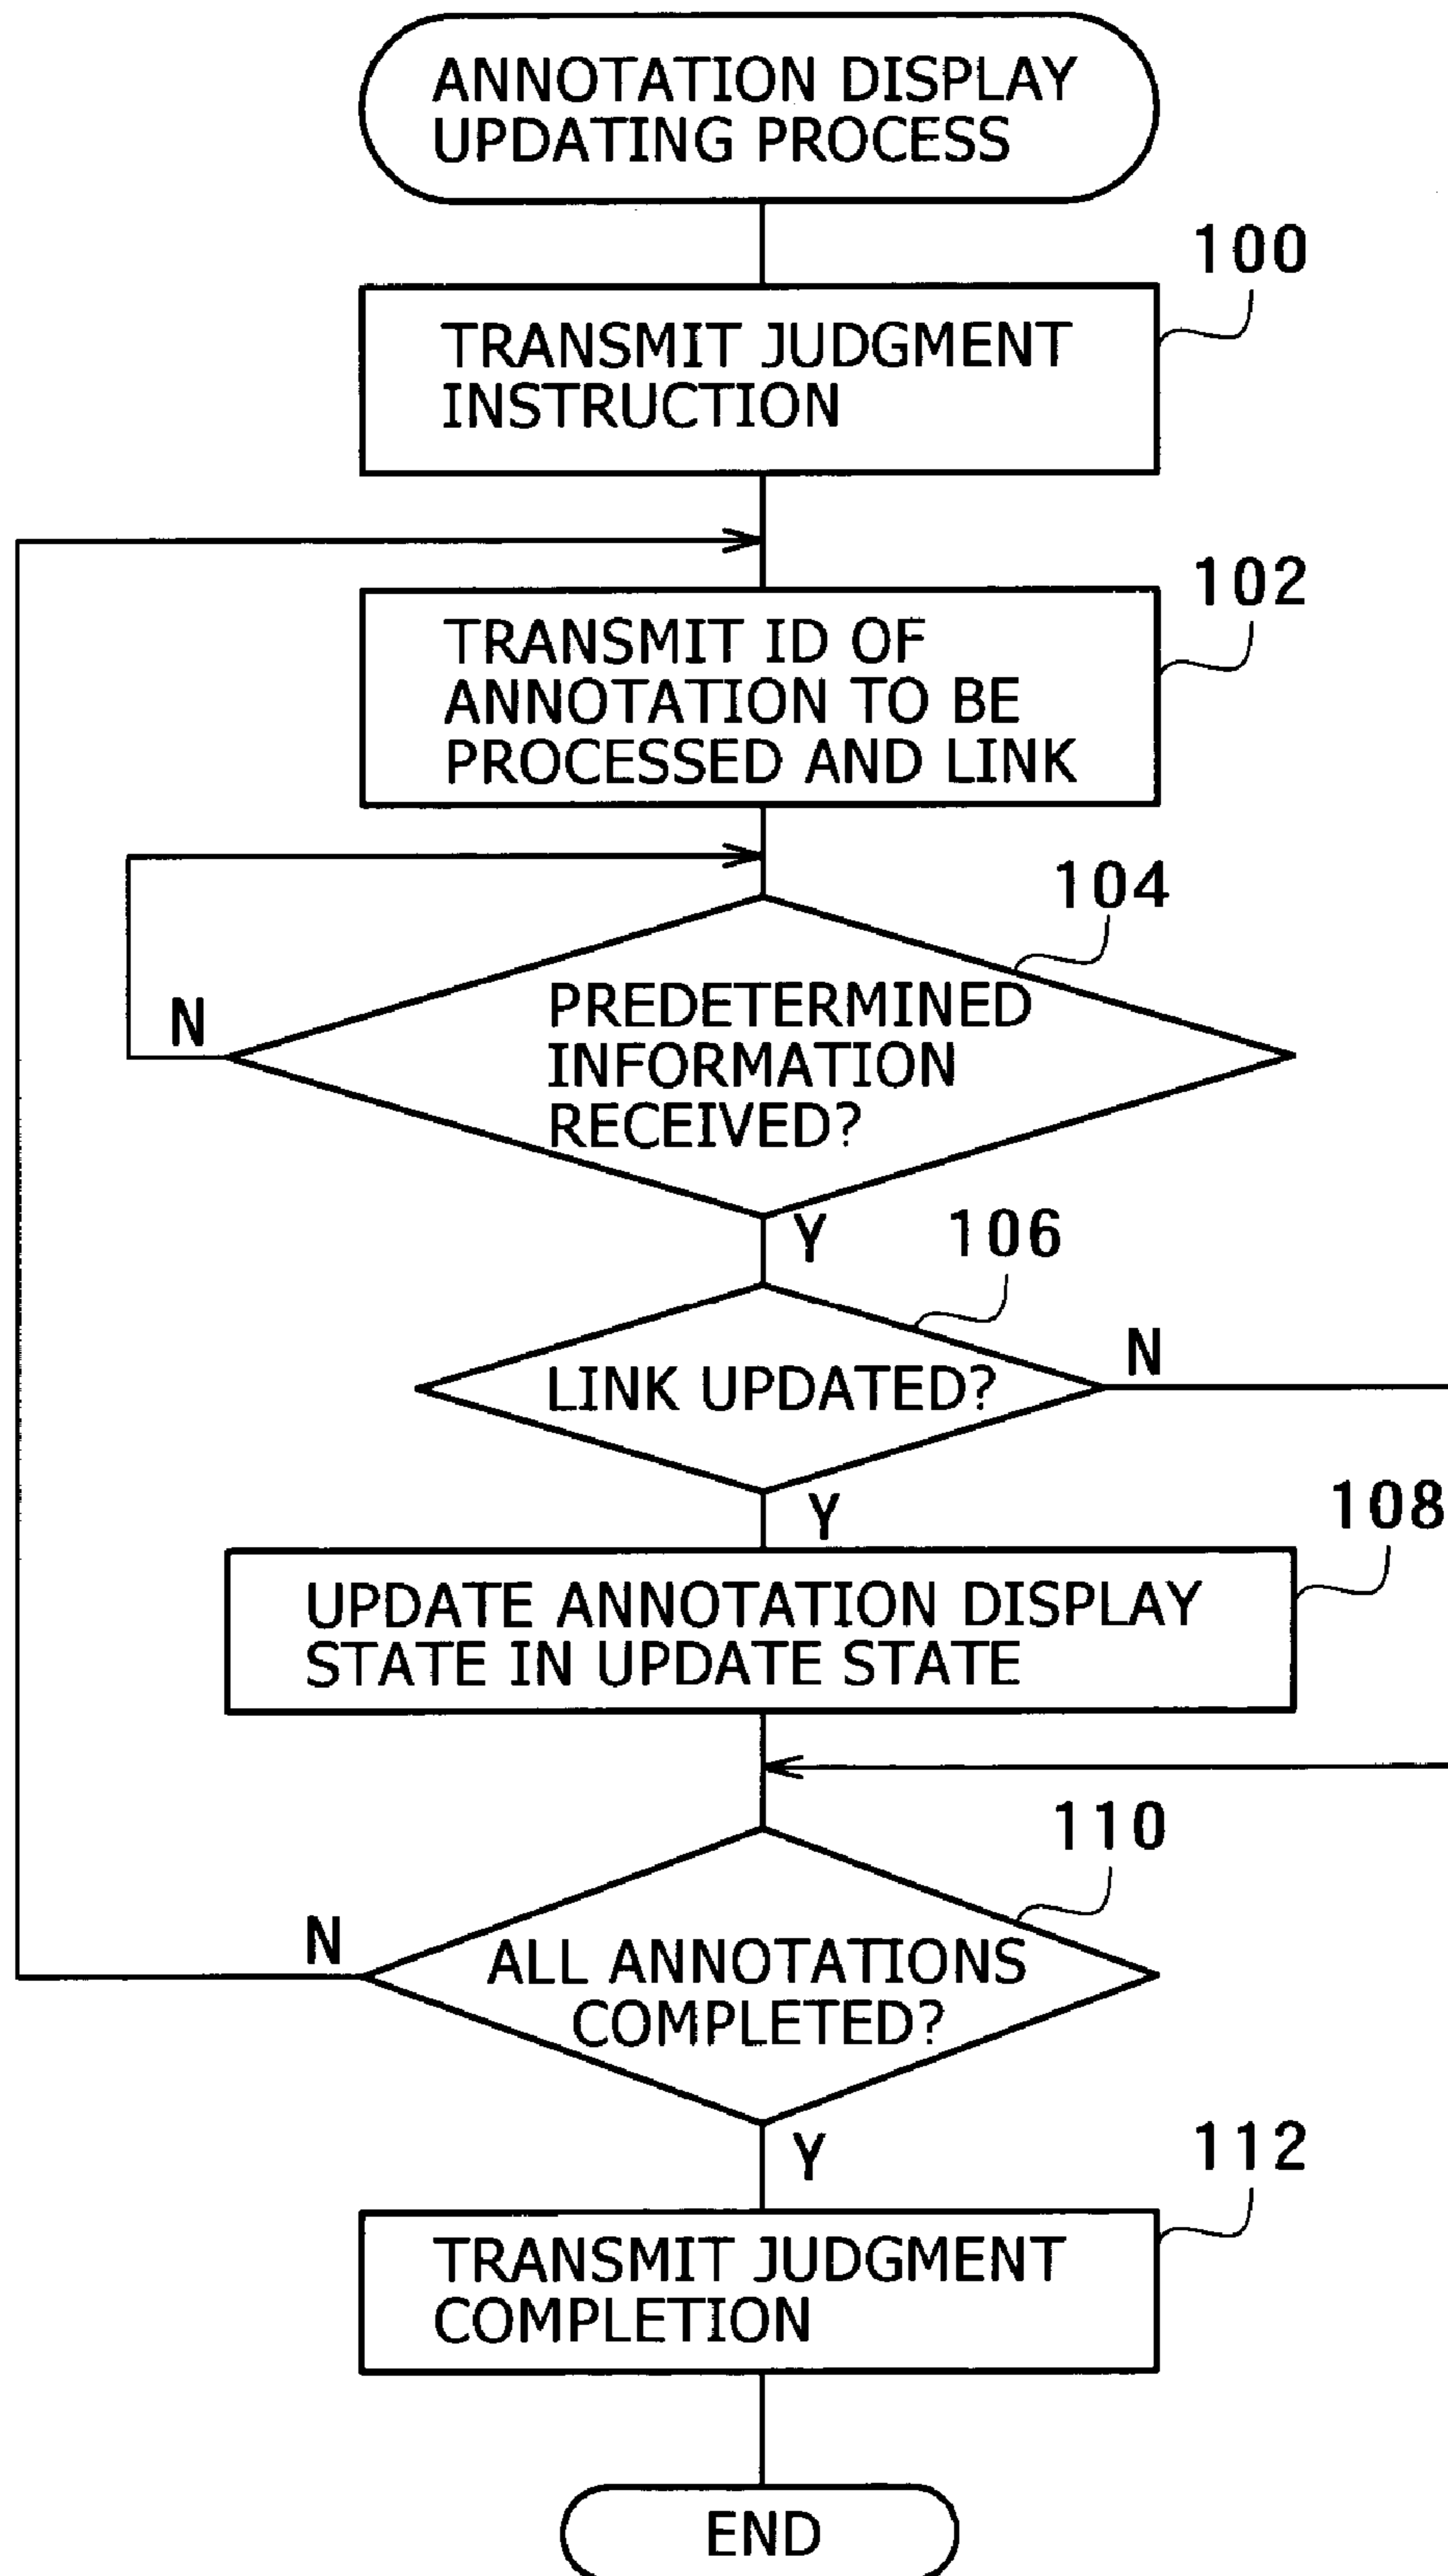 ANNOTATION DISPLAY
UPDATING PROCESS
100
TRANSMIT JUDGMENT
INSTRUCTION
102
TRANSMIT ID OF
ANNOTATION TO BE
PROCESSED AND LINK
104
PREDETERMINED
INFORMATION
RECEIVED?
N
Y
106
LINK UPDATED?
N
Y
108
UPDATE ANNOTATION DISPLAY
STATE IN UPDATE STATE
110
ALL ANNOTATIONS
COMPLETED?
N
Y
112
TRANSMIT JUDGMENT
COMPLETION
END